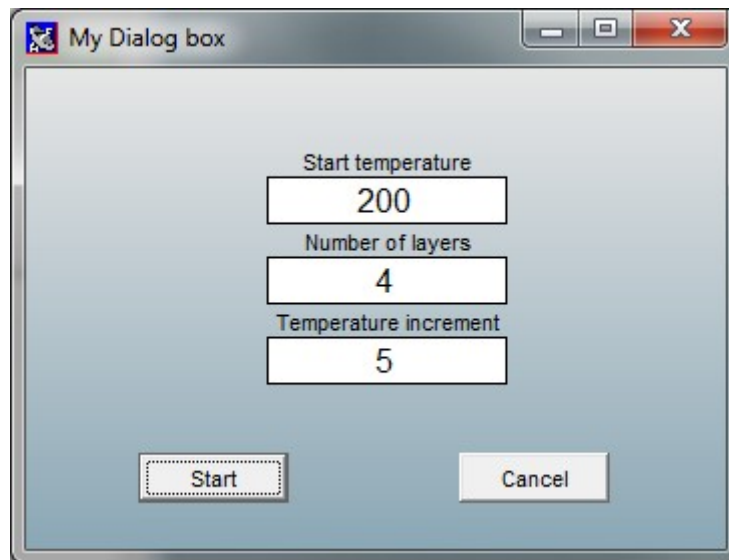 My Dialog box
Start temperature
200
Number of layers
4
Temperature increment
5
Start
Cancel